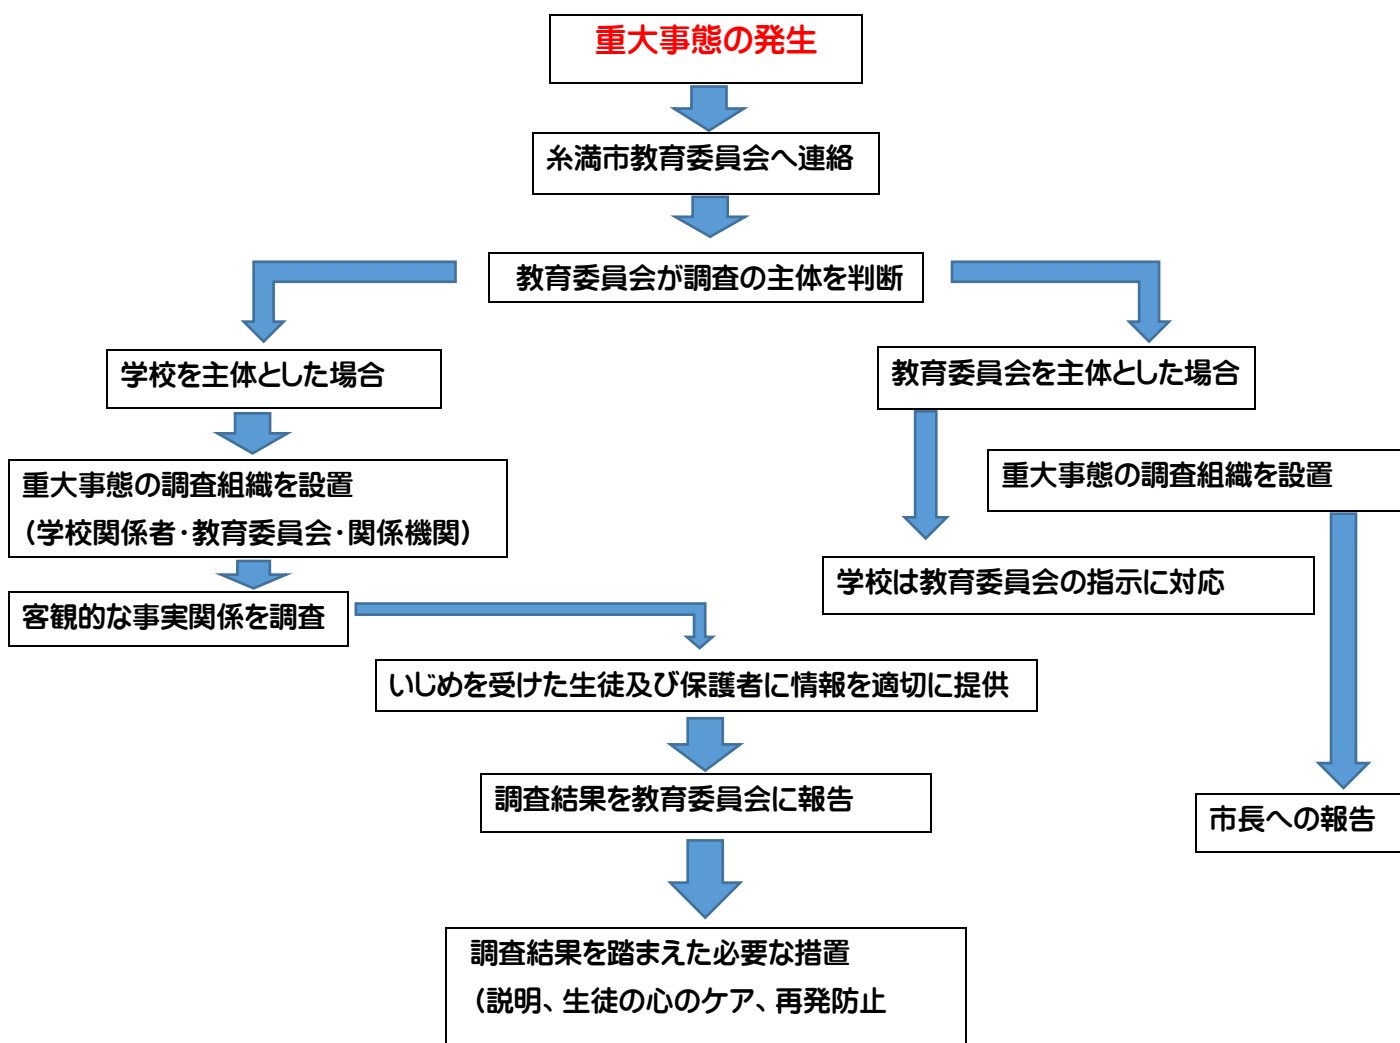 重大事態の発生
糸満市教育委員会へ連絡
教育委員会が調査の主体を判断
学校を主体とした場合
教育委員会を主体とした場合
重大事態の調査組織を設置
(学校関係者・教育委員会・関係機関)
重大事態の調査組織を設置
学校は教育委員会の指示に対応
客観的な事実関係を調査
いじめを受けた生徒及び保護者に情報を適切に提供
調査結果を教育委員会に報告
市長への報告
調査結果を踏まえた必要な措置
(説明、生徒の心のケア、再発防止